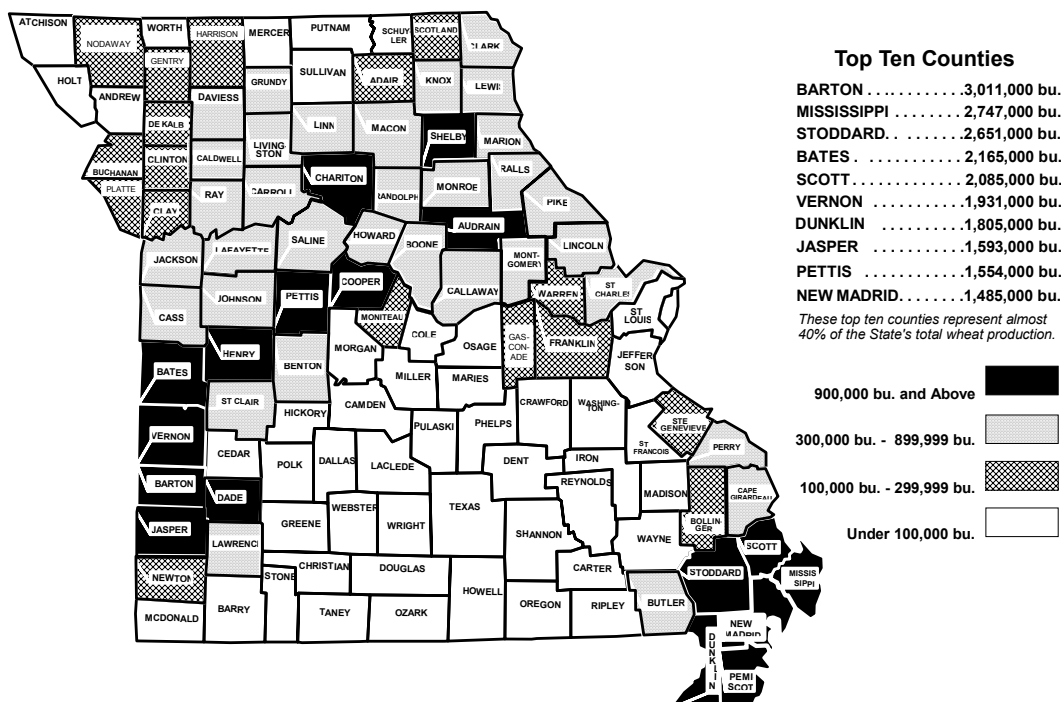 ATCHISON
NODAWAY
WORTH
HARRISON
MERCER
PUTNAM
SCHUY
LER
SCOTLAND
CLARK
HOLT
GENTRY
SULLIVAN
ADAIR
KNOX
LEWIS
ANDREW
DAVIESS
GRUNDY
DE KALB
LINN
MACON
SHELBY
MARION
LIVING-
STON
BUCHANAN
CLINTON
CALDWELL
CHARITON
RANDOLPH
MONROE
RALLS
PLATTE
CLAY
RAY
CARROLL
PIKE
AUDRAIN
JACKSON
LAFAYETTE
SALINE
HOWARD
BOONE
LINCOLN
MONT-
GOMERY
CALLAWAY
WARREN
ST
CHARLES
CASS
JOHNSON
PETTIS
COOPER
MONITEAU
COLE
OSAGE
GAS-
CON-
ADE
FRANKLIN
ST
LOUIS
JEFFER
SON
HENRY
BENTON
MORGAN
MILLER
MARIES
BATES
ST CLAIR
HICKORY
CAMDEN
PULASKI
PHELPS
CRAWFORD
WASHING-
TON
STE
GENEVIEVE
ST
FRANCOIS
PERRY
VERNON
CEDAR
POLK
DALLAS
LACLEDE
DENT
IRON
REYNOLDS
MADISON
CAPE
GIRARDEAU
BARTON
DADE
GREENE
WEBSTER
WRIGHT
TEXAS
SHANNON
WAYNE
BOLLIN-
GER
JASPER
LAWRENCE
CHRISTIAN
DOUGLAS
HOWELL
CARTER
STODDARD
SCOTT
MISSIS
SIPPI
NEWTON
STONE
BUTLER
MCDONALD
BARRY
TANEY
OZARK
OREGON
RIPLEY
NEW
MADRID
DUNKLIN
PEMI
SCOT
Top Ten Counties
BARTON . . .. . . . . . . . . . 3,011,000 bu.
MISSISSIPPI . . . . . . . . 2,747,000 bu.
STODDARD. . . . . . . . . 2,651,000 bu.
BATES . . . . . . . . . . . . 2,165,000 bu.
SCOTT . . . . . . . . . . . . . 2,085,000 bu.
VERNON . . . . . . . . . . . 1,931,000 bu.
DUNKLIN . . . . . . . . . . 1,805,000 bu.
JASPER . . . . . . . . . . . 1,593,000 bu.
PETTIS . . . . . . . . . . . . 1,554,000 bu.
NEW MADRID. . . . . . . . 1,485,000 bu.
These top ten counties represent almost
40% of the State's total wheat production.
900,000 bu. and Above
300,000 bu. - 899,999 bu.
100,000 bu. - 299,999 bu.
Under 100,000 bu.